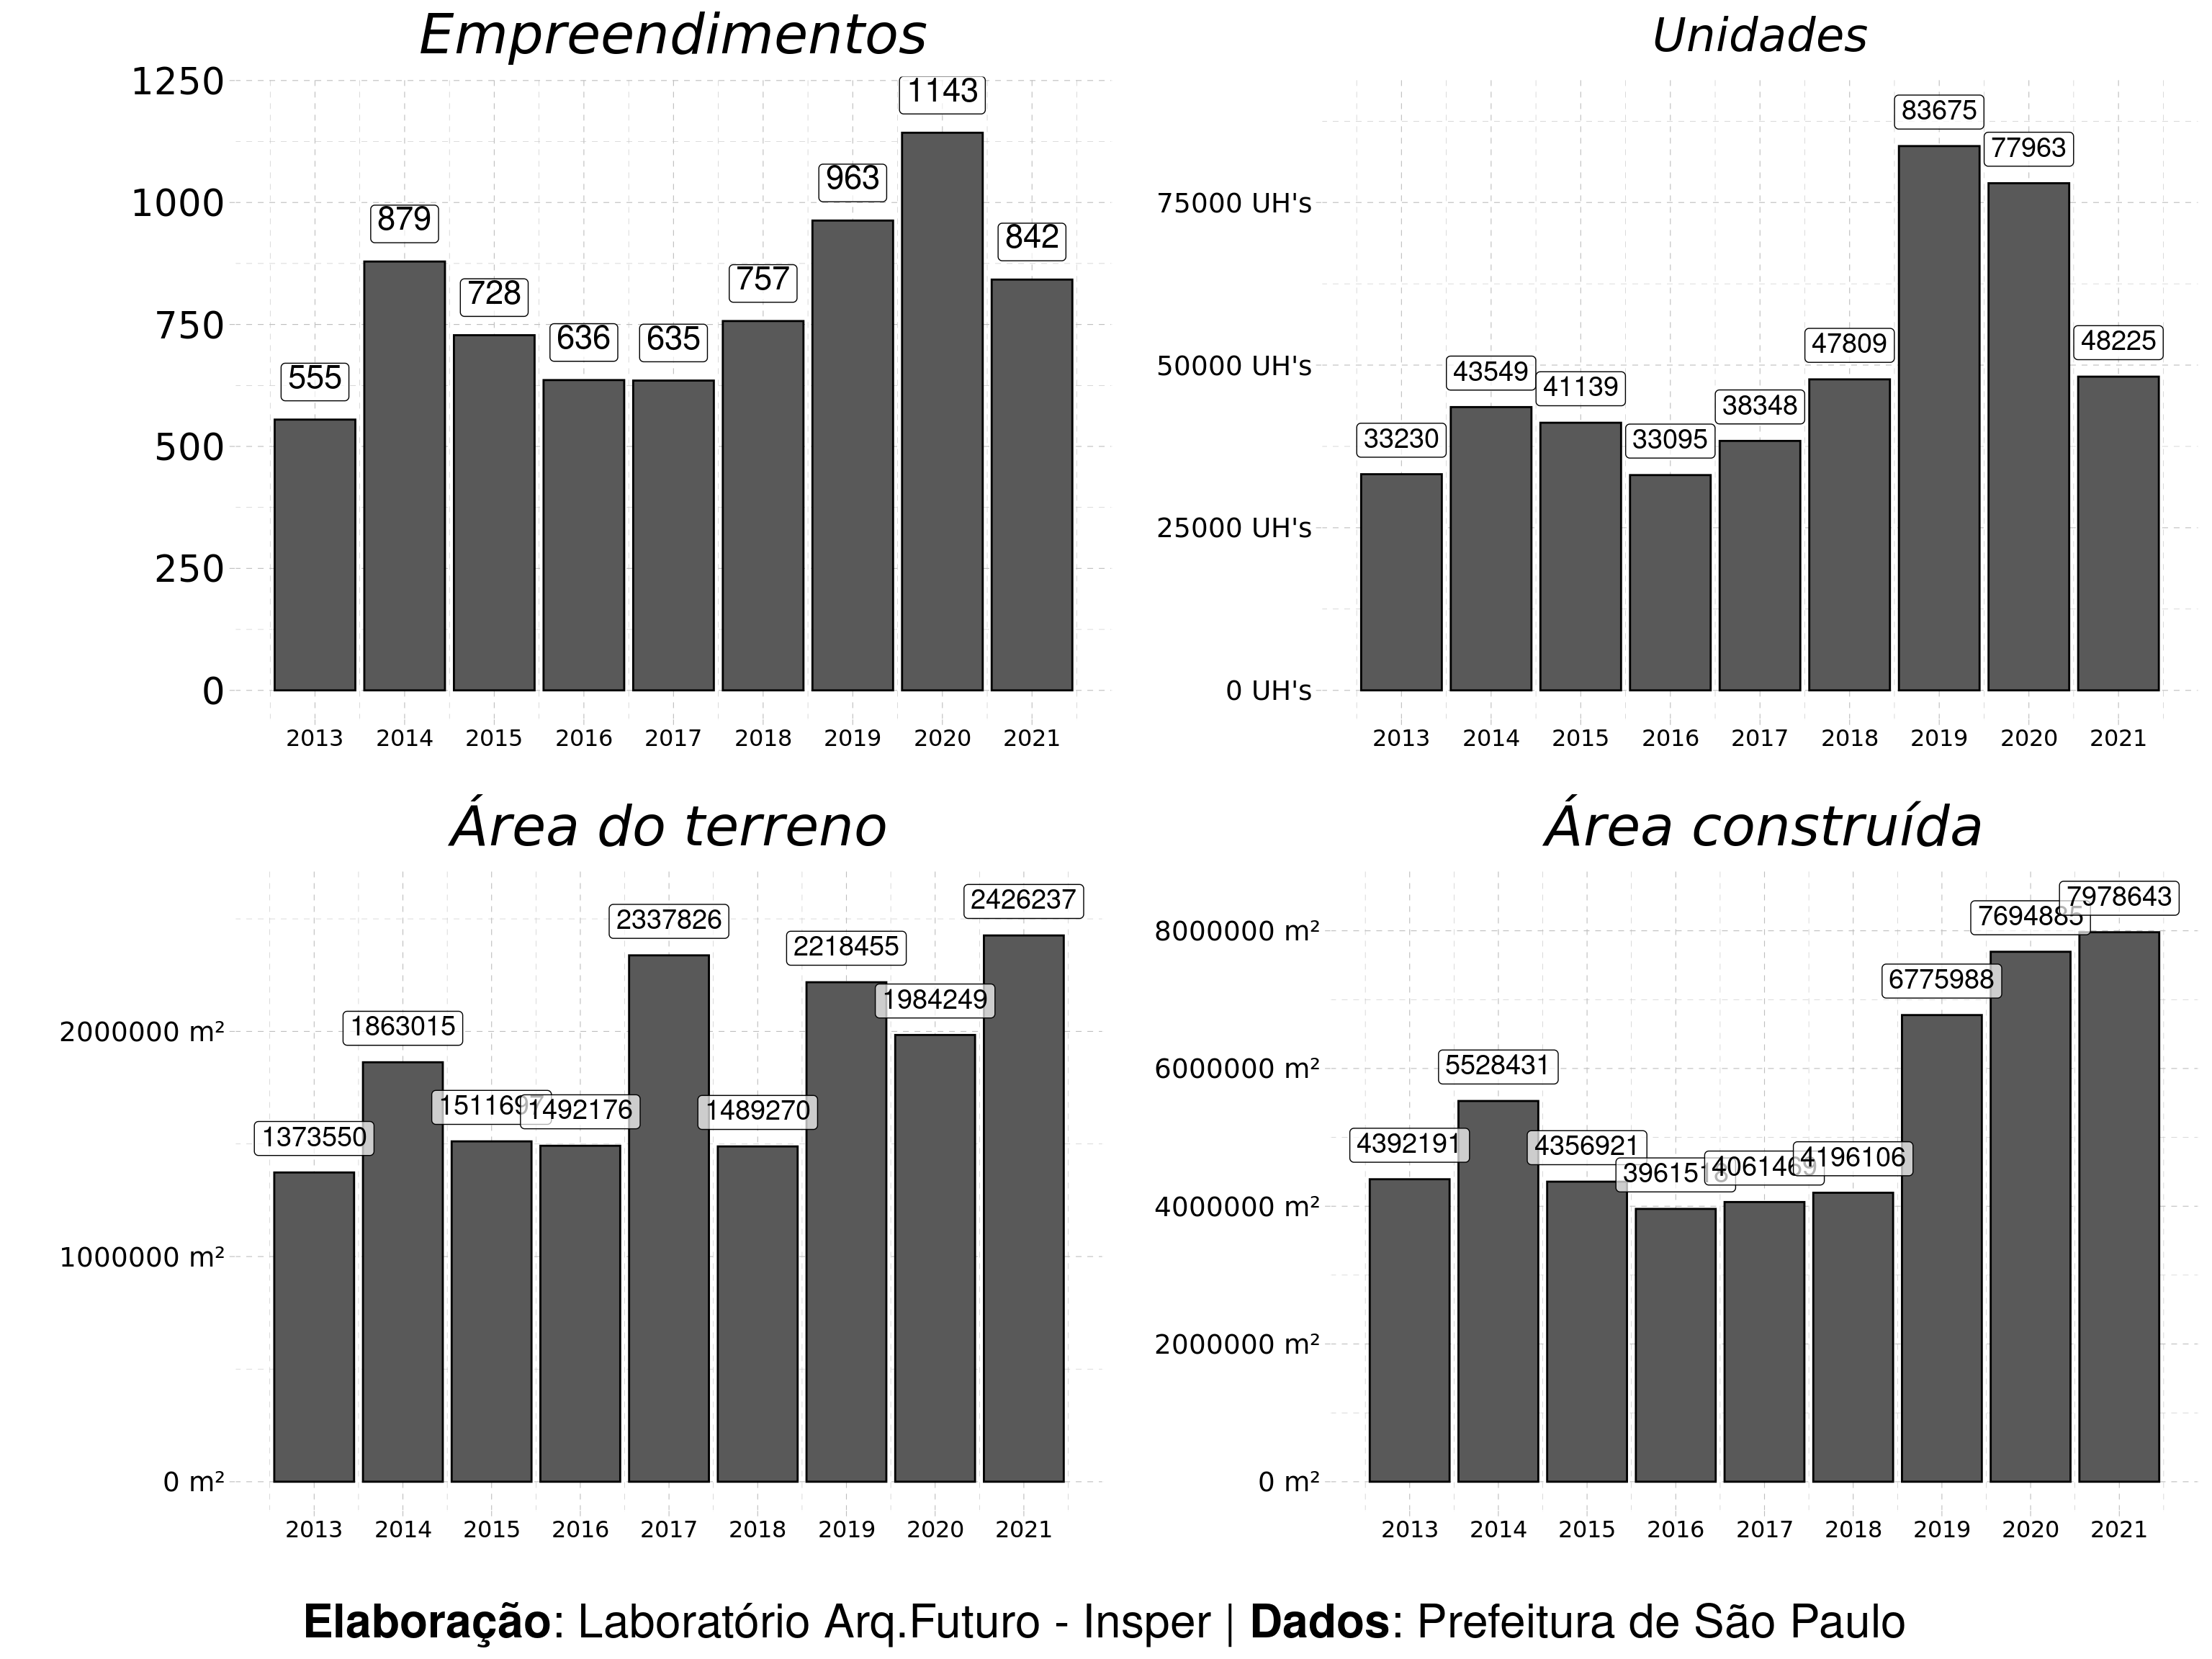 Empreendimentos
1250
1000
750
500
250
0
555
879
728
636
635
757
963
1143
842
2013 2014 2015 2016 2017 2018 2019 2020 2021
Unidades
75000 UH's
50000 UH's
25000 UH's
0 UH's
33230
43549
41139
33095
38348
47809
83675
77963
48225
2013 2014 2015 2016 2017 2018 2019 2020 2021
Área do terreno
2000000 m²
1000000 m²
0 m²
1373550
1863015
1492176
2337826
1489270
2218455
1984249
2426237
2013 2014 2015 2016 2017 2018 2019 2020 2021
Área construída
8000000 m²
6000000 m²
4000000 m²
2000000 m²
0 m²
4392191
5528431
4356921
4061469
4196106
6775988
7694885
7978643
2013 2014 2015 2016 2017 2018 2019 2020 2021
Elaboração: Laboratório Arq.Futuro - Insper | Dados: Prefeitura de São Paulo